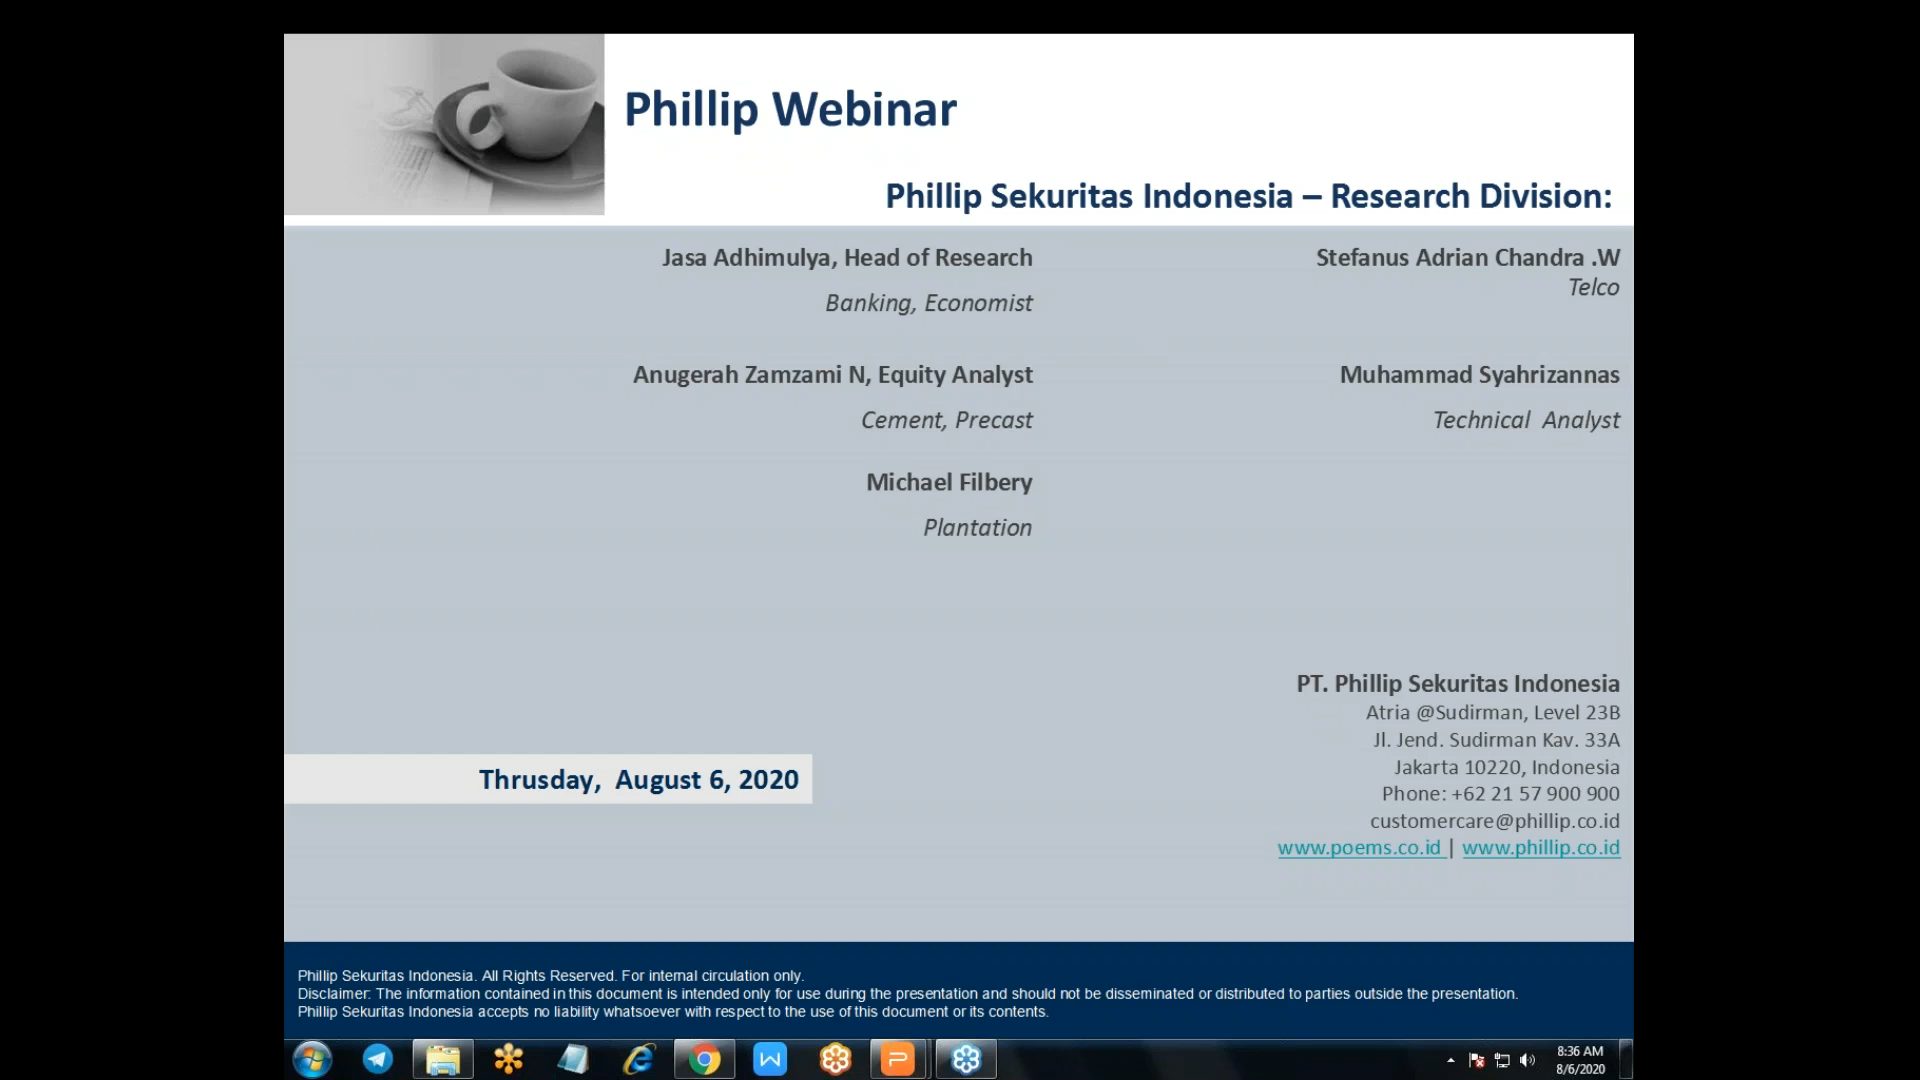 Phillip Webinar
Phillip Sekuritas Indonesia – Research Division:
Jasa Adhimulya, Head of Research
Banking, Economist
Anugerah Zamzami N, Equity Analyst
Cement, Precast
Michael Filbery
Plantation
Stefanus Adrian Chandra .W
Telco
Muhammad Syahrizannas
Technical Analyst
Thrusday, August 6, 2020
PT. Phillip Sekuritas Indonesia
Atria @Sudirman, Level 23B
Jl. Jend. Sudirman Kav. 33A
Jakarta 10220, Indonesia
Phone: +62 21 57 900 900
customercare@phillip.co.id
www.poems.co.id | www.phillip.co.id
Phillip Sekuritas Indonesia. All Rights Reserved. For internal circulation only.
Disclaimer: The information contained in this document is intended only for use during the presentation and should not be disseminated or distributed to parties outside the presentation.
Phillip Sekuritas Indonesia accepts no liability whatsoever with respect to the use of this document or its contents.
8:36 AM
8/6/2020